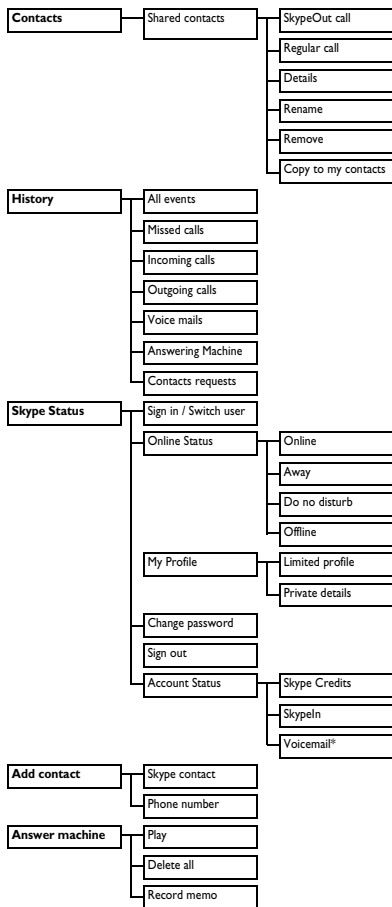 Contacts
Shared contacts
SkypeOut call
Regular call
Details
Rename
Remove
Copy to my contacts
History
All events
Missed calls
Incoming calls
Outgoing calls
Voice mails
Answering Machine
Contacts requests
Skype Status
Sign in / Switch user
Online Status
Online
Away
Do no disturb
Offline
My Profile
Limited profile
Private details
Change password
Sign out
Account Status
Skype Credits
SkypeIn
Voicemail*
Add contact
Skype contact
Phone number
Answer machine
Play
Delete all
Record memo